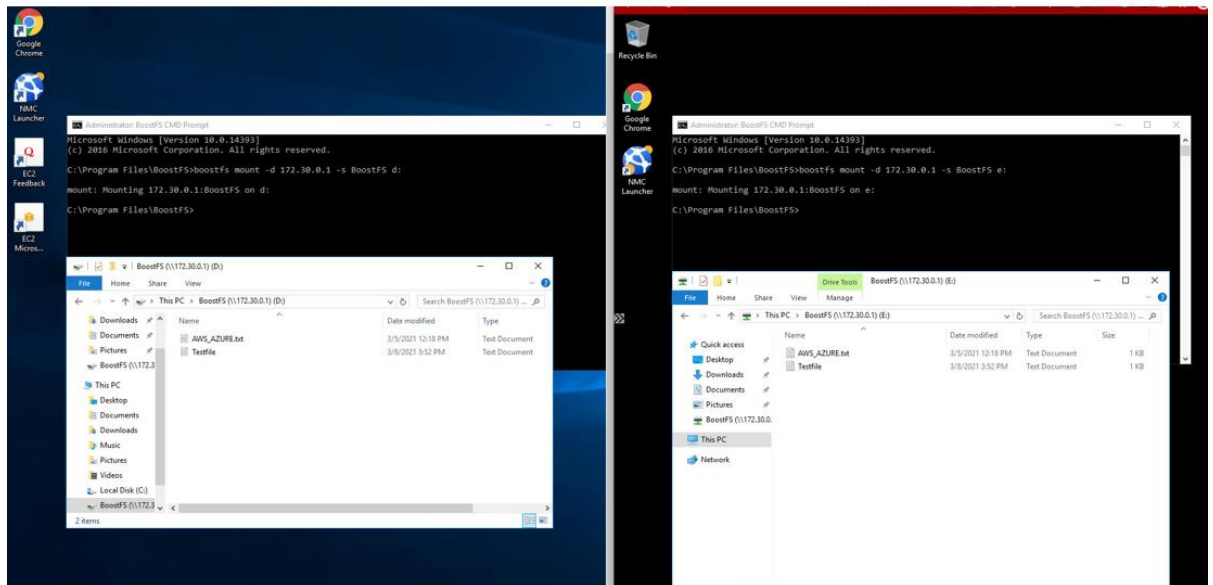 Google
Chrome
NMC
Launcher
EC2
Feedback
EC2
Micros...
Administrator: BoostFS CMD Prompt
Microsoft Windows [Version 10.0.14393]
(c) 2016 Microsoft Corporation. All rights reserved.
C:\Program Files\BoostFS>boostfs mount -d 172.30.0.1 -s BoostFS d:
mount: Mounting 172.30.0.1:BoostFS on d:
C:\Program Files\BoostFS>
BoostFS (\\172.30.0.1) (D:)
File Home Share View
This PC > BoostFS (\\172.30.0.1) (D:) Search BoostFS (\\172.30.0.1) ...
Name Date modified Type
AWS_AZURE.txt 3/5/2021 12:18 PM Text Document
Testfile 3/8/2021 3:52 PM Text Document
Downloads
Documents
Pictures
BoostFS (\\172.3
This PC
Desktop
Documents
Downloads
Music
Pictures
Videos
Local Disk (C:)
BoostFS (\\172.3
2 items
Recycle Bin
Google
Chrome
NMC
Launcher
Administrator: BoostFS CMD Prompt
Microsoft Windows [Version 10.0.14393]
(c) 2016 Microsoft Corporation. All rights reserved.
C:\Program Files\BoostFS>boostfs mount -d 172.30.0.1 -s BoostFS e:
mount: Mounting 172.30.0.1:BoostFS on e:
C:\Program Files\BoostFS>
Drive Tools BoostFS (\\172.30.0.1) (E:)
File Home Share View Manage
This PC > BoostFS (\\172.30.0.1) (E:) Search BoostFS (\\172.30.0.1) ...
Name Date modified Type Size
AWS_AZURE.txt 3/5/2021 12:18 PM Text Document 1 KB
Testfile 3/8/2021 3:52 PM Text Document 1 KB
Quick access
Desktop
Downloads
Documents
Pictures
BoostFS (\\172.30.0.
This PC
Network